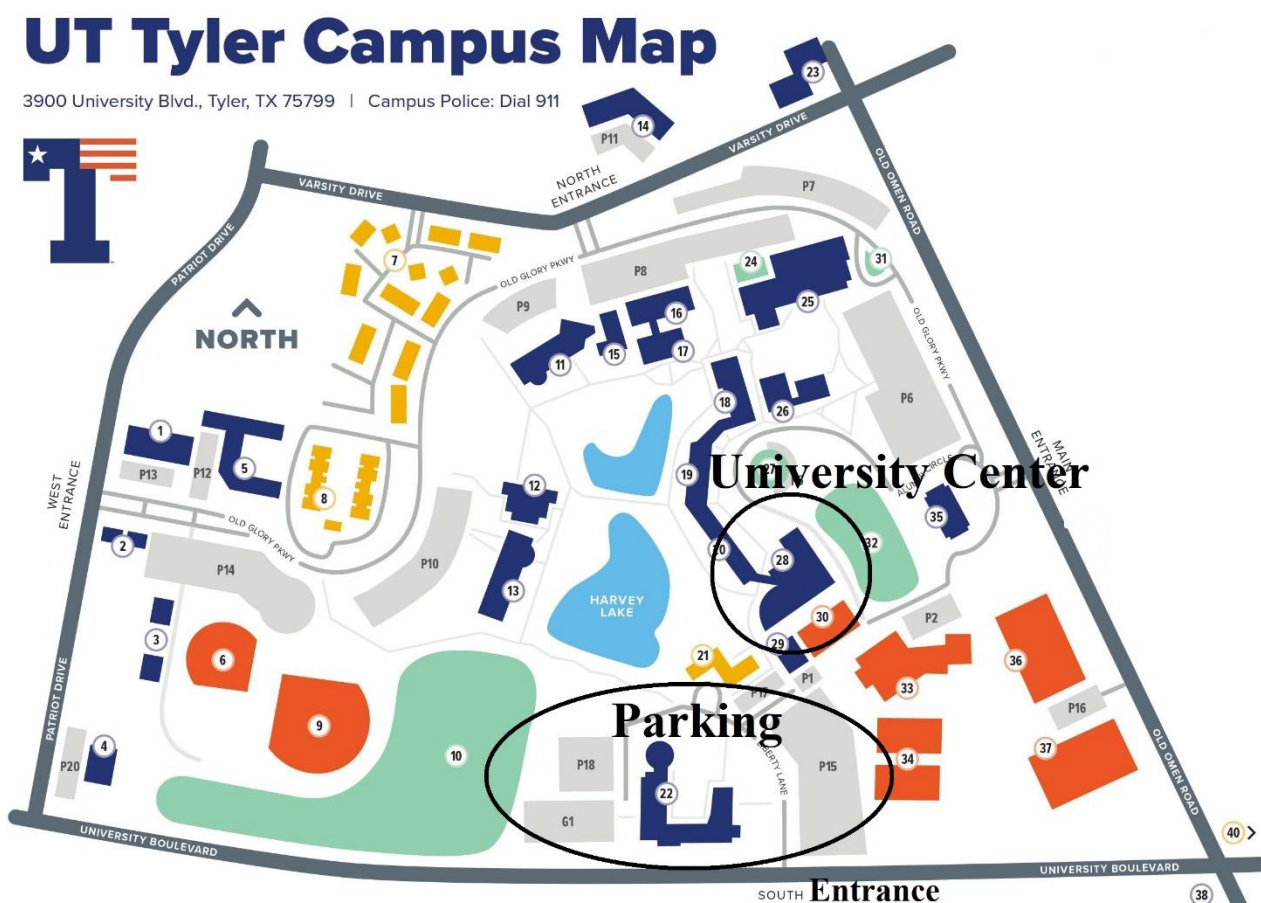 UT Tyler Campus Map
3900 University Blvd., Tyler, TX 75799 | Campus Police: Dial 911
23
14
P11
VARSITY DRIVE
NORTH
ENTRANCE
OLD OMEN ROAD
P7
VARSITY DRIVE
PATRIOT DRIVE
7
OLD GLORY PKWY
P8
24
31
25
NORTH
P9
16
15
17
11
OLD GLORY PKWY
P6
18
26
MAIN
ENTRANCE
1
P13
P12
5
WEST
ENTRANCE
8
12
19
27
University Center
CIRCLE
35
OLD GLORY PKWY
2
P14
P10
13
20
28
32
HARVEY
LAKE
3
30
P2
29
6
21
33
36
P1
P17
P16
9
Parking
PATRIOT DRIVE
4
P20
10
P18
22
LIBERTY LANE
P15
34
37
OLD OMEN ROAD
G1
40 >
UNIVERSITY BOULEVARD
UNIVERSITY BOULEVARD
SOUTH Entrance
38